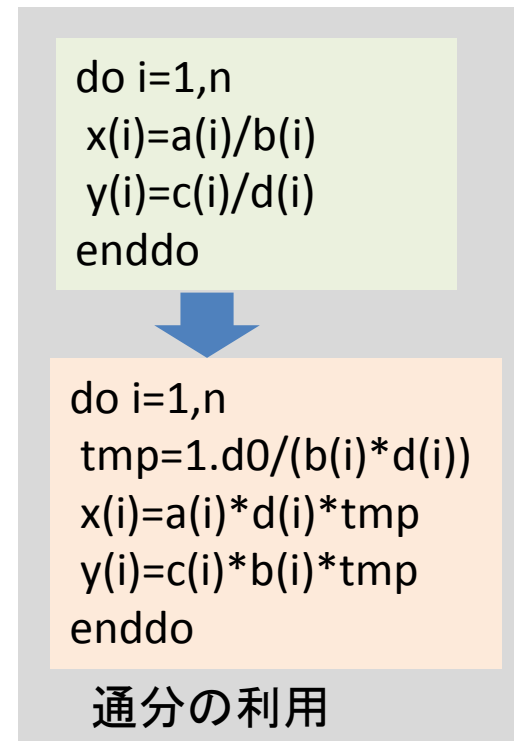 do i=1,n
x(i)=a(i)/b(i)
y(i)=c(i)/d(i)
enddo
do i=1,n
tmp=1.d0/(b(i)*d(i))
x(i)=a(i)*d(i)*tmp
y(i)=c(i)*b(i)*tmp
enddo
通分の利用